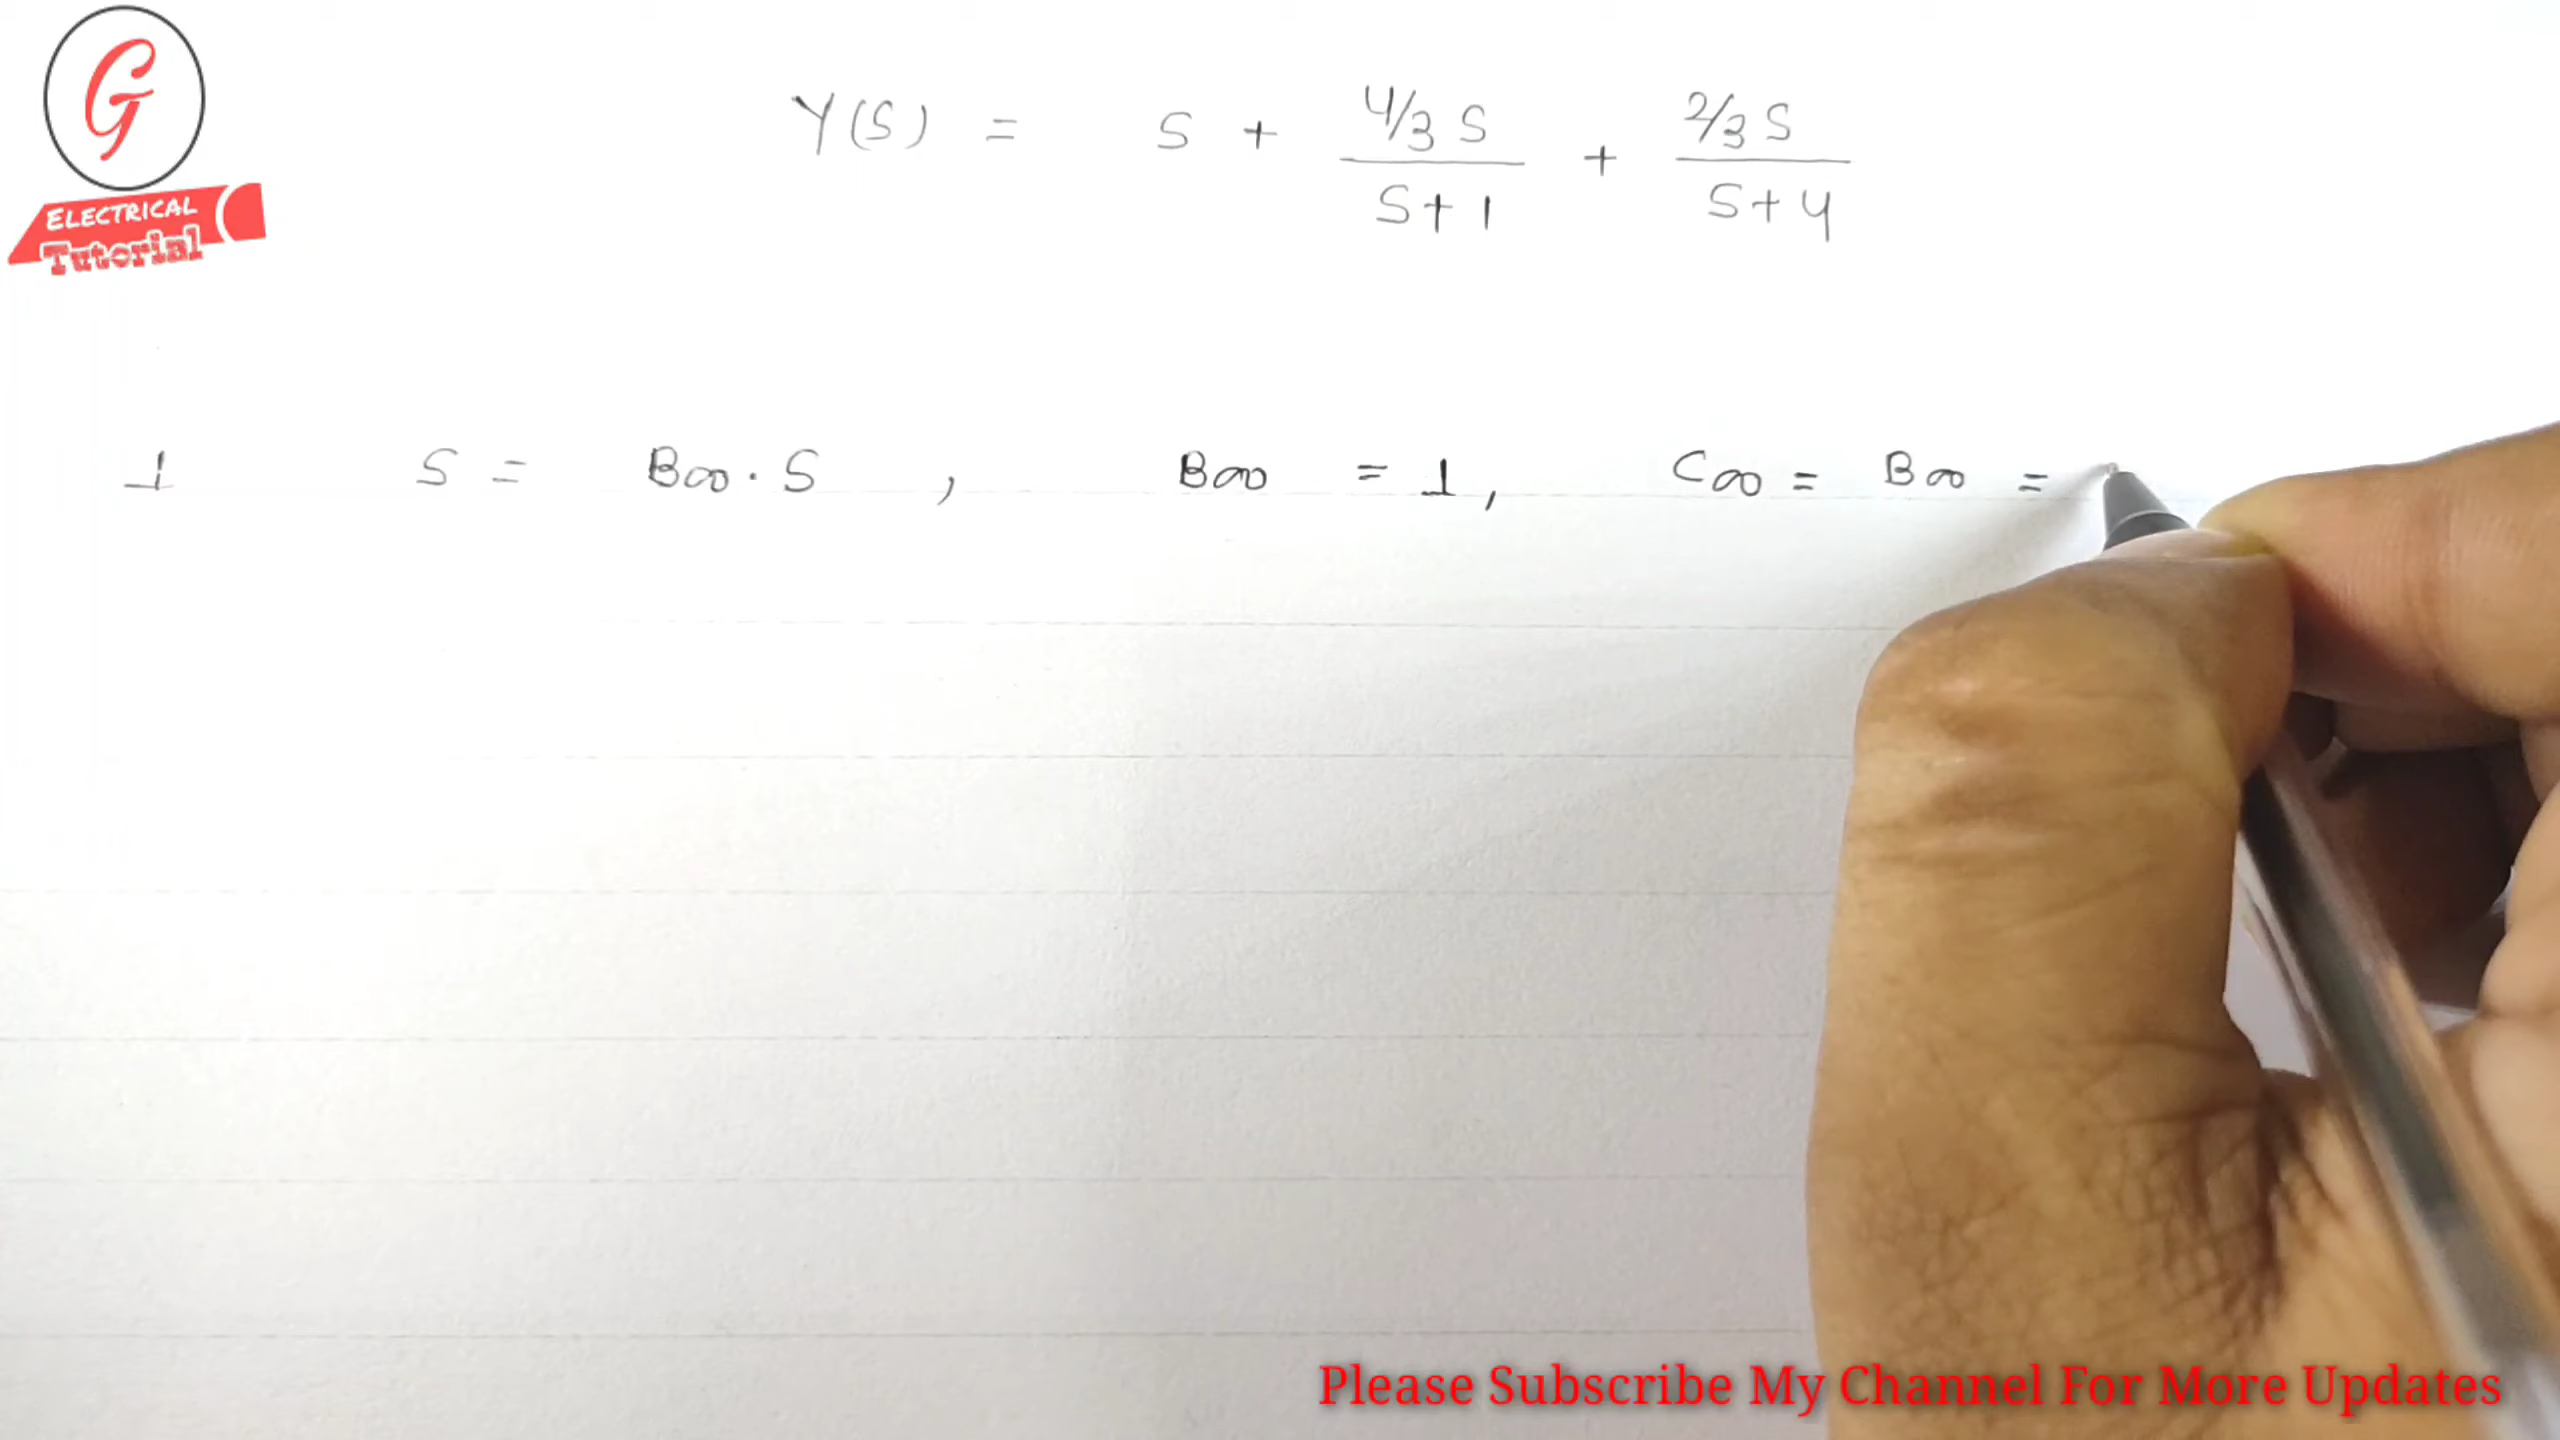 G
ELECTRICAL
Tutorial
Y(S) = S + 4/3 S / S+1 + 2/3 S / S+4
1 S = B∞ · S , B∞ = 1, C∞ = B∞ =
Please Subscribe My Channel For More Updates